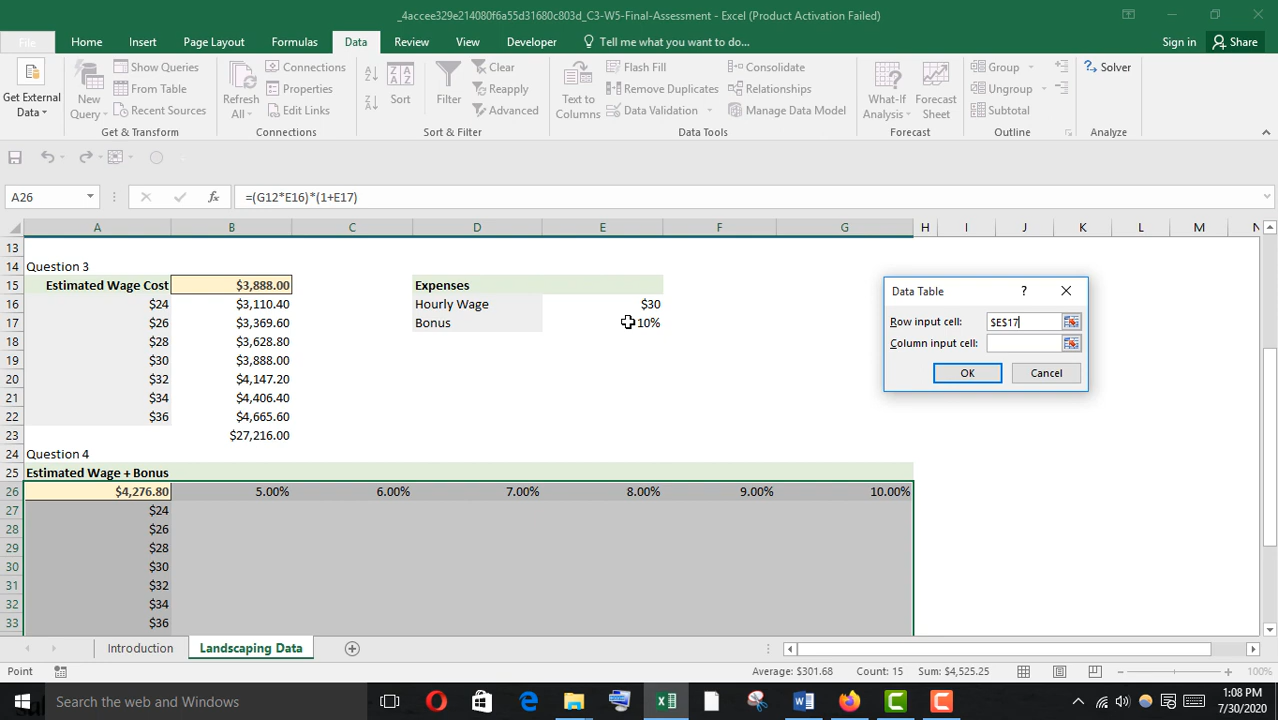 _4accee329e214080f6a55d31680c803d_C3-W5-Final-Assessment - Excel (Product Activation Failed)
File Home Insert Page Layout Formulas Data Review View Developer Tell me what you want to do... Sign in Share
Get External Data
New Query
Show Queries
From Table
Recent Sources
Get & Transform
Refresh All
Connections
Properties
Edit Links
Connections
Sort
Filter
Clear
Reapply
Advanced
Sort & Filter
Text to Columns
Flash Fill
Remove Duplicates
Data Validation
Consolidate
Relationships
Manage Data Model
Data Tools
What-If Analysis
Forecast Sheet
Forecast
Group
Ungroup
Subtotal
Outline
Solver
Analyze
A26 fx =(G12*E16)*(1+E17)
A B C D E F G H I J K L M N
13
14 Question 3
15 Estimated Wage Cost $3,888.00 Expenses
16 $24 $3,110.40 Hourly Wage $30
17 $26 $3,369.60 Bonus 10%
18 $28 $3,628.80
19 $30 $3,888.00
20 $32 $4,147.20
21 $34 $4,406.40
22 $36 $4,665.60
23 $27,216.00
24 Question 4
25 Estimated Wage + Bonus
26 $4,276.80 5.00% 6.00% 7.00% 8.00% 9.00% 10.00%
27 $24
28 $26
29 $28
30 $30
31 $32
32 $34
33 $36
Data Table ?
Row input cell: $E$17
Column input cell:
OK Cancel
Introduction Landscaping Data
Point Average: $301.68 Count: 15 Sum: $4,525.25 100%
Search the web and Windows
1:08 PM
7/30/2020